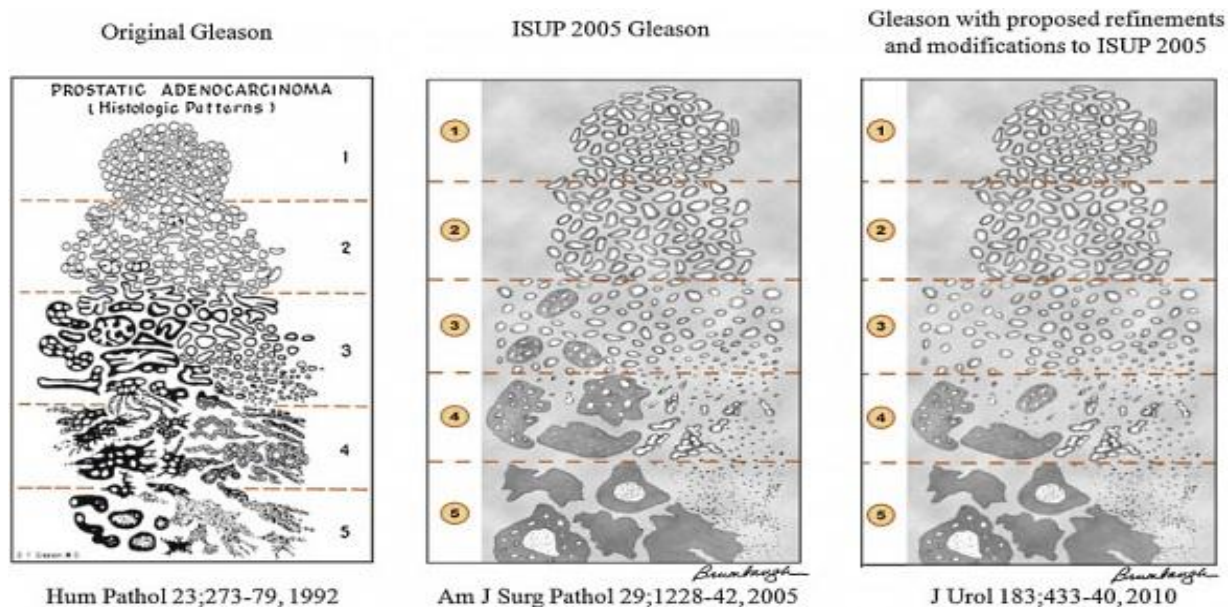 Original Gleason
PROSTATIC ADENOCARCINOMA
(Histologic Patterns)
1
2
3
4
5
Hum Pathol 23;273-79, 1992
ISUP 2005 Gleason
1
2
3
4
5
Brumbaugh
Am J Surg Pathol 29;1228-42, 2005
Gleason with proposed refinements
and modifications to ISUP 2005
1
2
3
4
5
Brumbaugh
J Urol 183;433-40, 2010